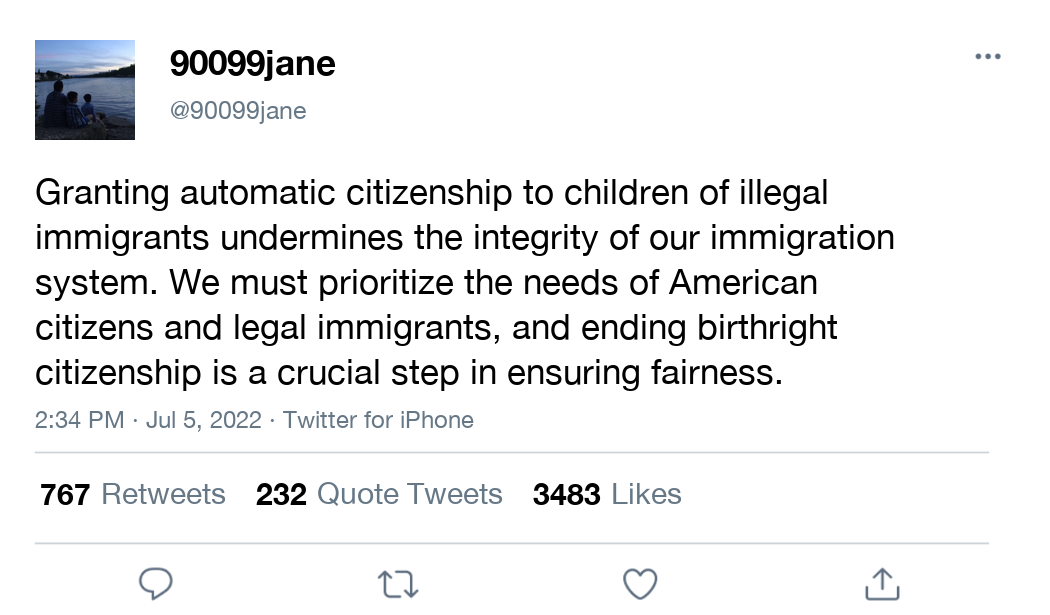 90099jane
@90099jane
Granting automatic citizenship to children of illegal
immigrants undermines the integrity of our immigration
system. We must prioritize the needs of American
citizens and legal immigrants, and ending birthright
citizenship is a crucial step in ensuring fairness.
2:34 PM · Jul 5, 2022 · Twitter for iPhone
767 Retweets 232 Quote Tweets 3483 Likes